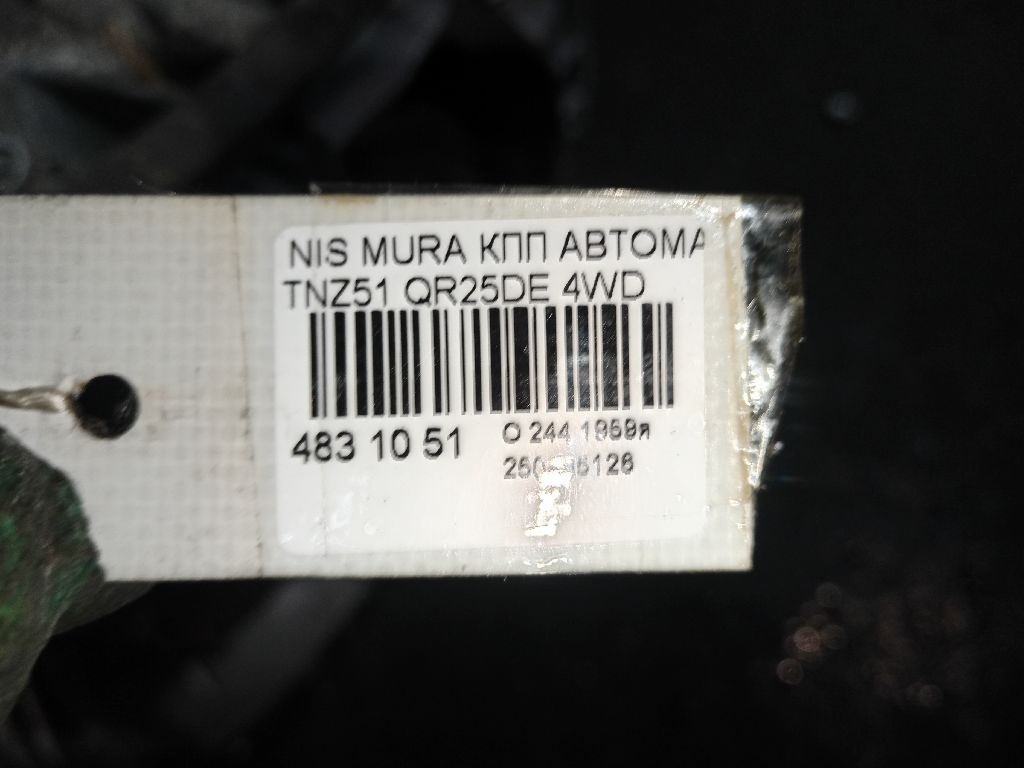 NIS MURA КПП АВТОМА
TNZ51 QR25DE 4WD
483 10 51
О 244 1959я